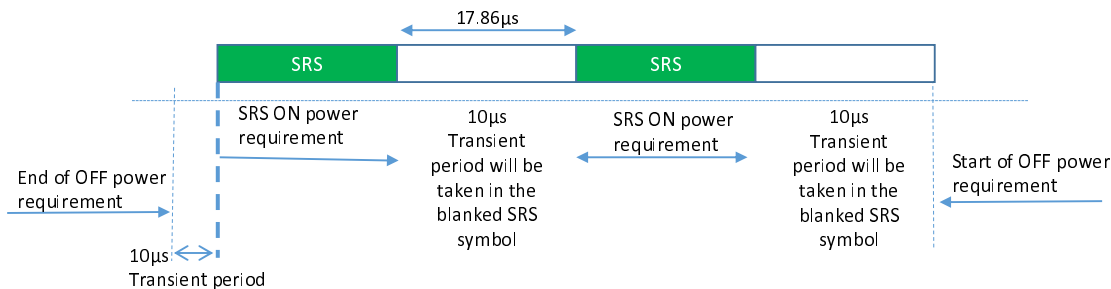 17.86µs
SRS
SRS
SRS ON power
requirement
10µs
Transient
period will be
taken in the
blanked SRS
symbol
SRS ON power
requirement
10µs
Transient
period will be
taken in the
blanked SRS
symbol
End of OFF power
requirement
Start of OFF power
requirement
10µs
Transient period